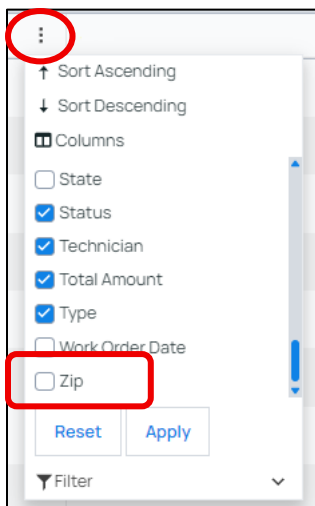 Sort Ascending
Sort Descending
Columns
State
Status
Technician
Total Amount
Type
Work Order Date
Zip
Reset Apply
Filter